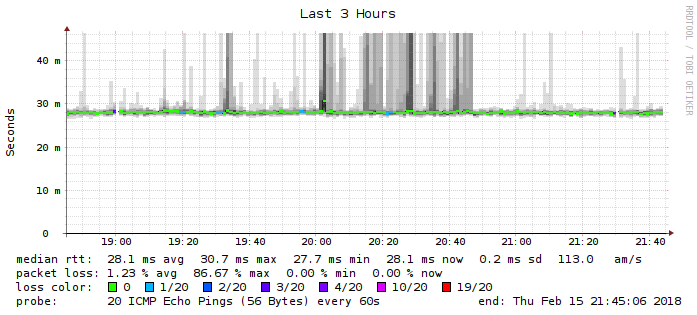 Last 3 Hours
RRDTOOL / TOBI OETIKER
Seconds
40 m
30 m
20 m
10 m
0
19:00 19:20 19:40 20:00 20:20 20:40 21:00 21:20 21:40
median rtt: 28.1 ms avg 30.7 ms max 27.7 ms min 28.1 ms now 0.2 ms sd 113.0 am/s
packet loss: 1.23 % avg 86.67 % max 0.00 % min 0.00 % now
loss color: 0 1/20 2/20 3/20 4/20 10/20 19/20
probe: 20 ICMP Echo Pings (56 Bytes) every 60s end: Thu Feb 15 21:45:06 2018